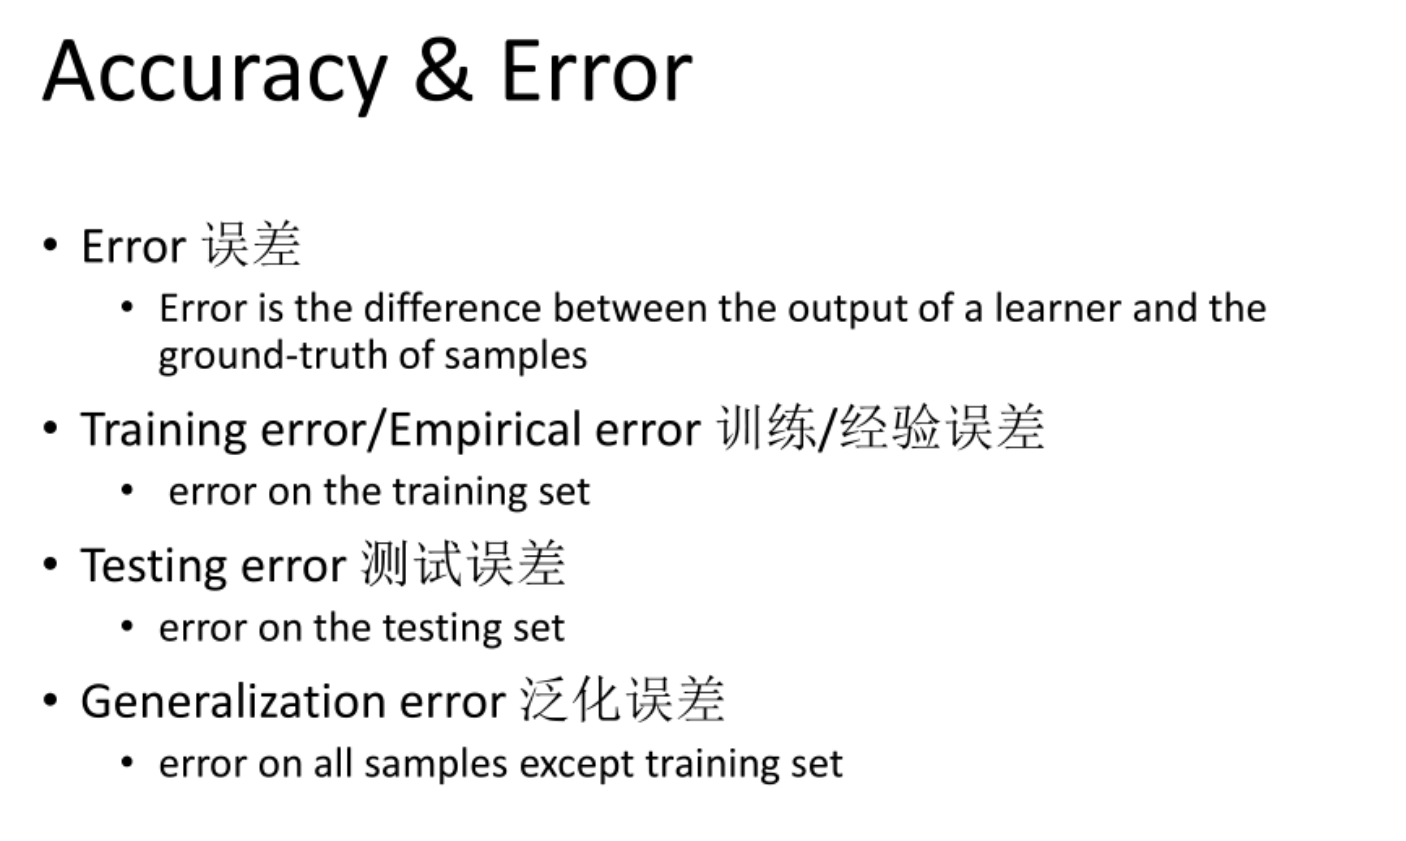 Accuracy & Error
• Error 误差
• Error is the difference between the output of a learner and the
ground-truth of samples
• Training error/Empirical error 训练/经验误差
• error on the training set
• Testing error 测试误差
• error on the testing set
• Generalization error 泛化误差
• error on all samples except training set